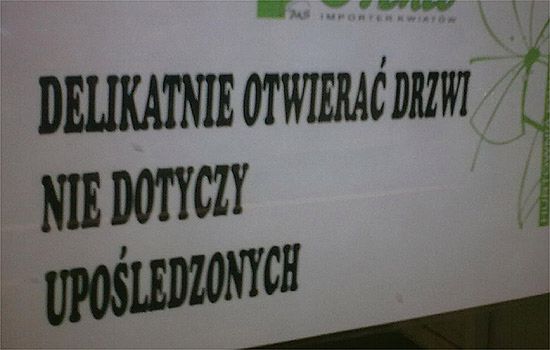 IMPORTER KWIATÓW
DELIKATNIE OTWIERAĆ DRZWI
NIE DOTYCZY
UPOŚLEDZONYCH